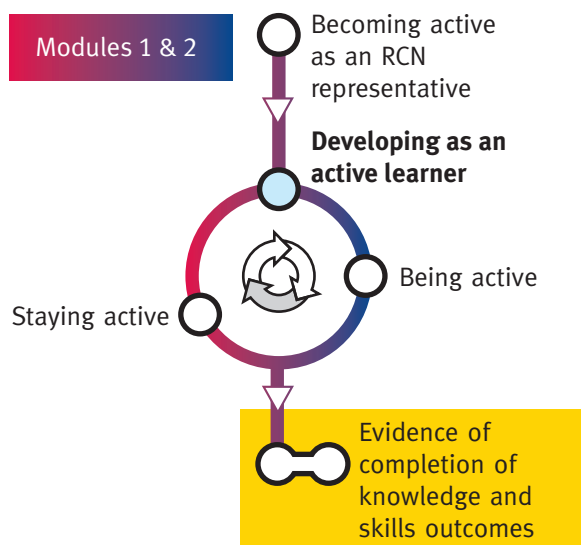 Modules 1 & 2
Becoming active
as an RCN
representative
Developing as an
active learner
Being active
Staying active
Evidence of
completion of
knowledge and
skills outcomes